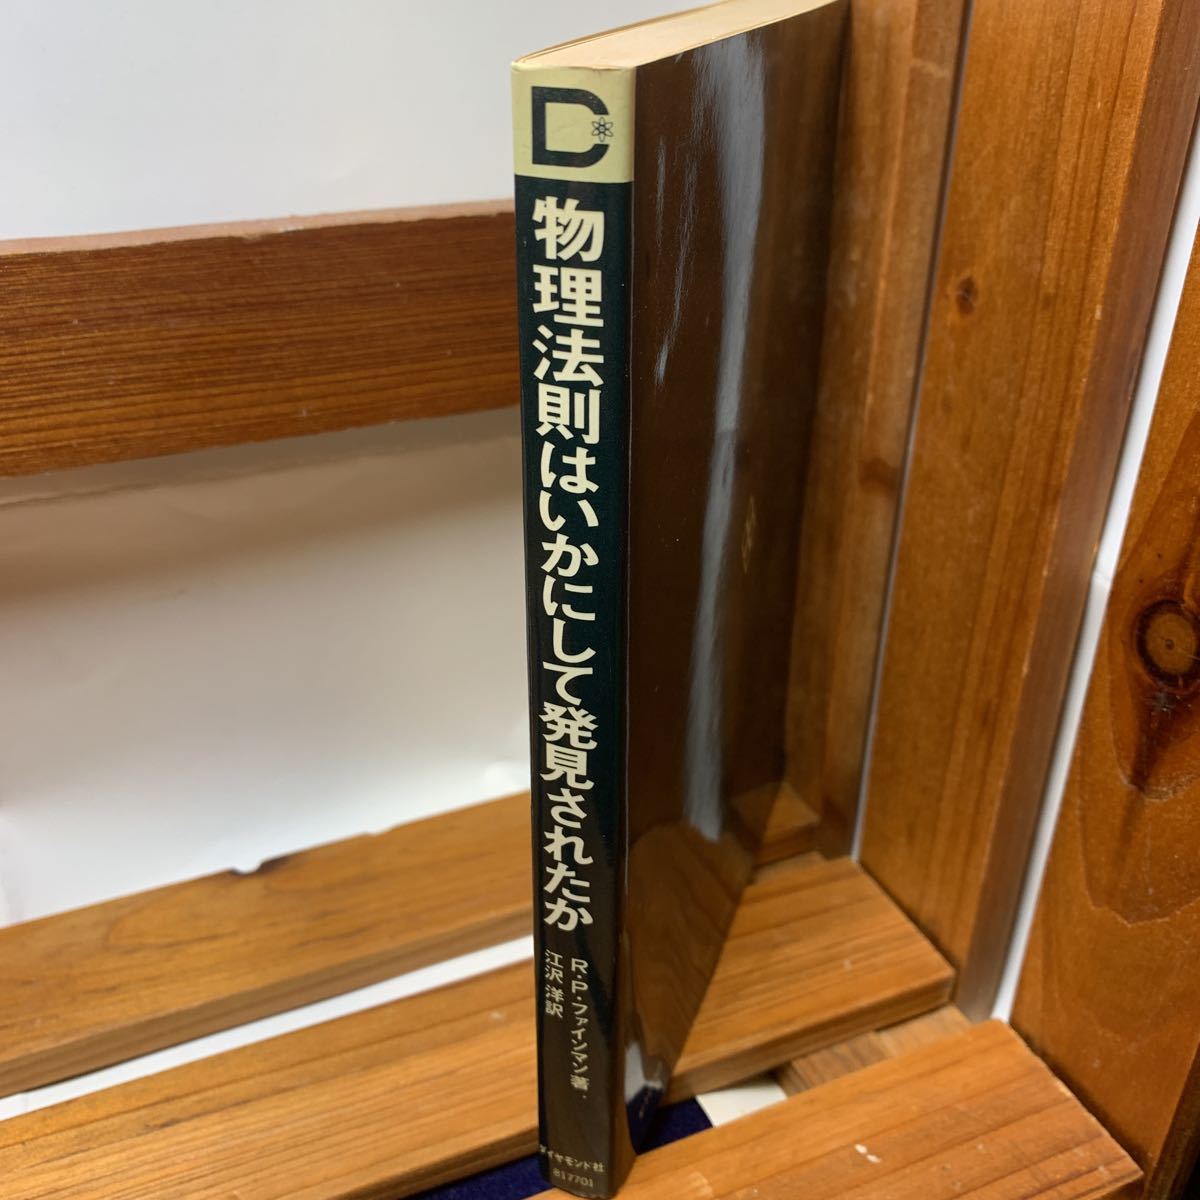 D
物理法則はいかにして発見されたか
R・P・ファインマン著・
江沢 洋訳
ダイヤモンド社
817701